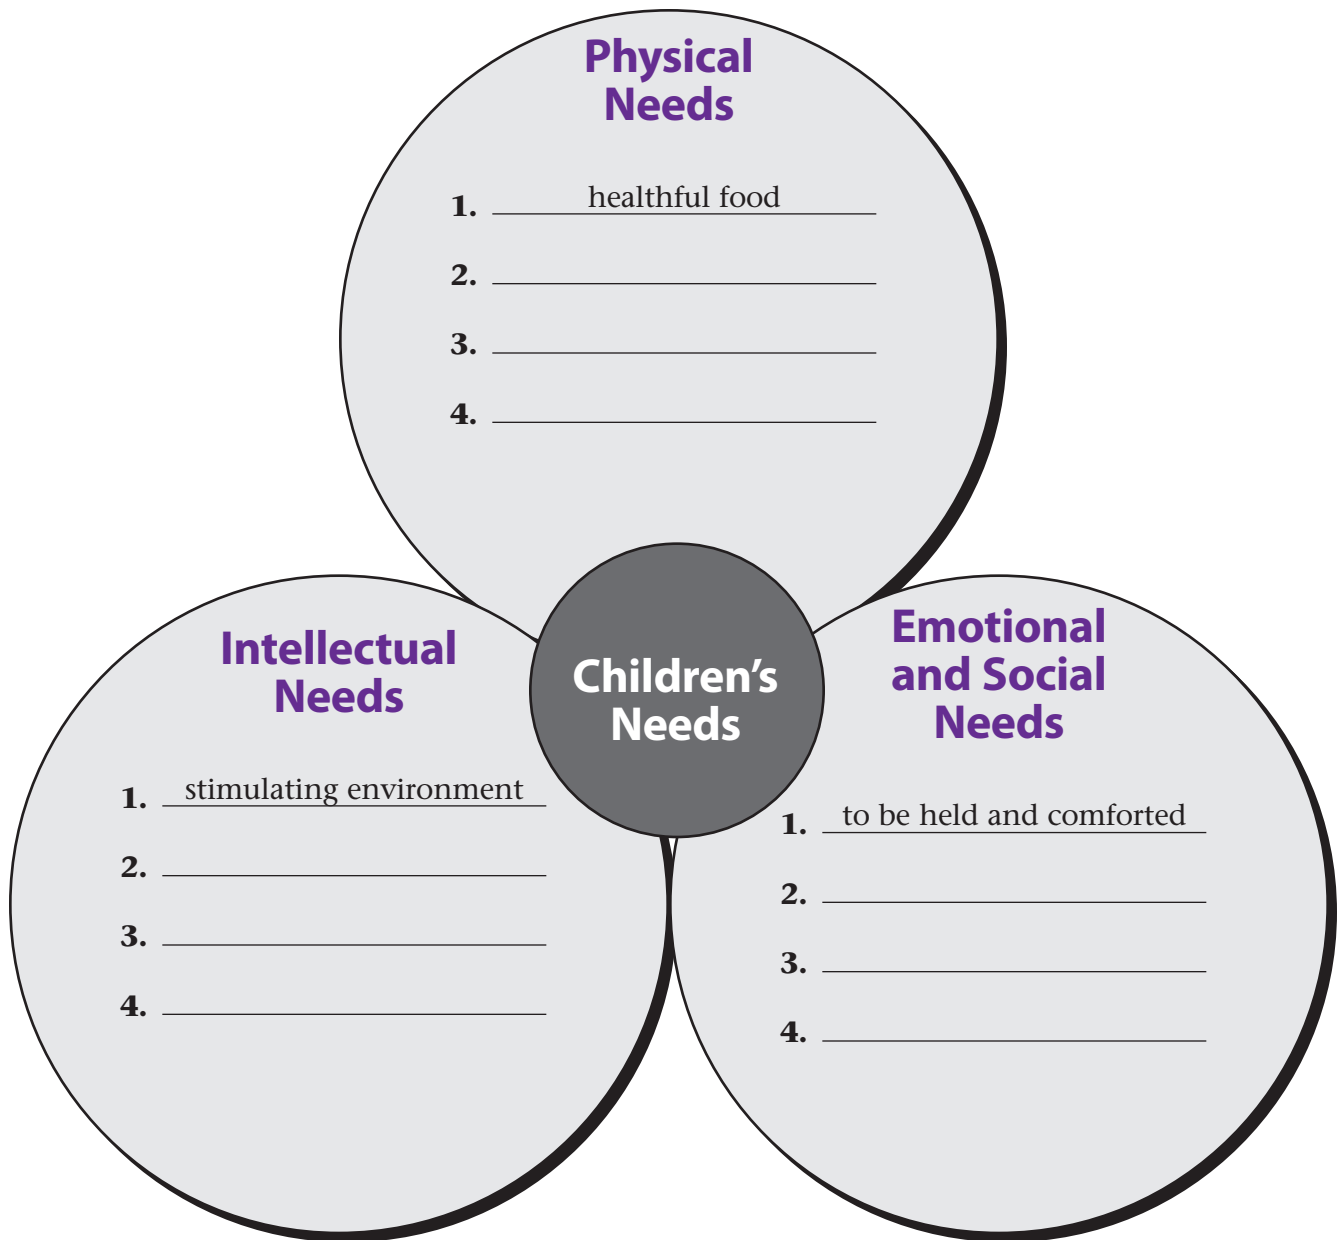 Physical
Needs
1. healthful food
2.
3.
4.
Intellectual
Needs
1. stimulating environment
2.
3.
4.
Children's
Needs
Emotional
and Social
Needs
1. to be held and comforted
2.
3.
4.